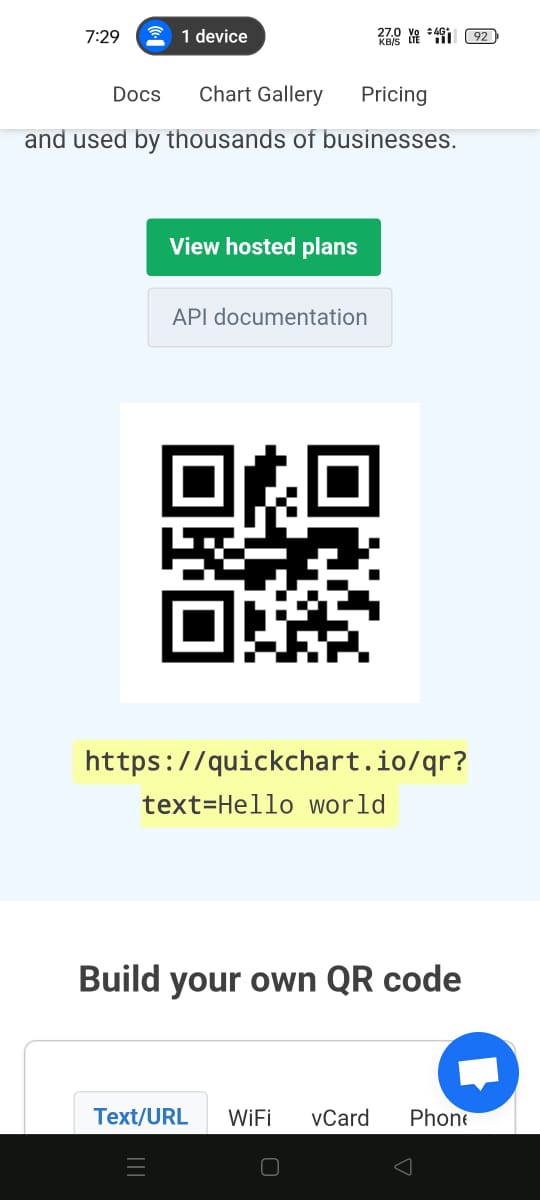 7:29
1 device
27.0 KB/S Vo LTE 4G+ 92
Docs Chart Gallery Pricing
and used by thousands of businesses.
View hosted plans
API documentation
https://quickchart.io/qr?
text=Hello world
Build your own QR code
Text/URL WiFi vCard Phone